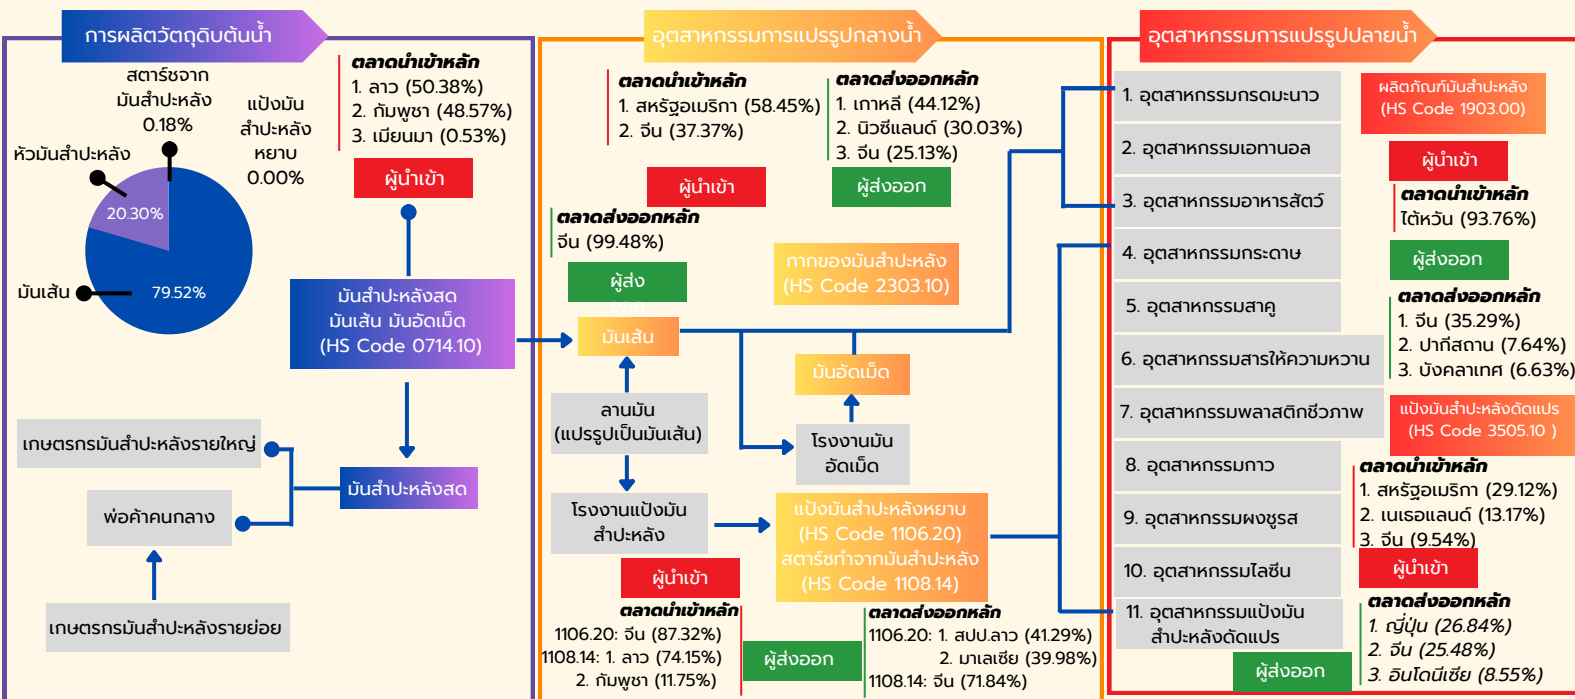 การผลิตวัตถุดิบต้นน้ำ
สตาร์ชจาก
มันสำปะหลัง
0.18%
แป้งมัน
สำปะหลัง
หยาบ
0.00%
หัวมันสำปะหลัง
20.30%
มันเส้น
79.52%
ตลาดนำเข้าหลัก
1. ลาว (50.38%)
2. กัมพูชา (48.57%)
3. เมียนมา (0.53%)
ผู้นำเข้า
มันสำปะหลังสด
มันเส้น มันอัดเม็ด
(HS Code 0714.10)
เกษตรกรมันสำปะหลังรายใหญ่
มันสำปะหลังสด
พ่อค้าคนกลาง
เกษตรกรมันสำปะหลังรายย่อย
อุตสาหกรรมการแปรรูปกลางน้ำ
ตลาดนำเข้าหลัก
1. สหรัฐอเมริกา (58.45%)
2. จีน (37.37%)
ผู้นำเข้า
ตลาดส่งออกหลัก
1. เกาหลี (44.12%)
2. นิวซีแลนด์ (30.03%)
3. จีน (25.13%)
ผู้ส่งออก
ตลาดส่งออกหลัก
จีน (99.48%)
ผู้ส่ง
ออก
กากของมันสำปะหลัง
(HS Code 2303.10)
มันเส้น
มันอัดเม็ด
ลานมัน
(แปรรูปเป็นมันเส้น)
โรงงานมัน
อัดเม็ด
โรงงานแป้งมัน
สำปะหลัง
แป้งมันสำปะหลังหยาบ
(HS Code 1106.20)
สตาร์ชทำจากมันสำปะหลัง
(HS Code 1108.14)
ผู้นำเข้า
ตลาดนำเข้าหลัก
1106.20: จีน (87.32%)
1108.14: 1. ลาว (74.15%)
2. กัมพูชา (11.75%)
ผู้ส่งออก
ตลาดส่งออกหลัก
1106.20: 1. สปป.ลาว (41.29%)
2. มาเลเซีย (39.98%)
1108.14: จีน (71.84%)
อุตสาหกรรมการแปรรูปปลายน้ำ
1. อุตสาหกรรมกรดมะนาว
2. อุตสาหกรรมเอทานอล
3. อุตสาหกรรมอาหารสัตว์
4. อุตสาหกรรมกระดาษ
5. อุตสาหกรรมสาคู
6. อุตสาหกรรมสารให้ความหวาน
7. อุตสาหกรรมพลาสติกชีวภาพ
8. อุตสาหกรรมกาว
9. อุตสาหกรรมผงชูรส
10. อุตสาหกรรมไลซีน
11. อุตสาหกรรมแป้งมัน
สำปะหลังดัดแปร
ผลิตภัณฑ์มันสำปะหลัง
(HS Code 1903.00)
ผู้นำเข้า
ตลาดนำเข้าหลัก
ไต้หวัน (93.76%)
ผู้ส่งออก
ตลาดส่งออกหลัก
1. จีน (35.29%)
2. ปากีสถาน (7.64%)
3. บังคลาเทศ (6.63%)
แป้งมันสำปะหลังดัดแปร
(HS Code 3505.10 )
ตลาดนำเข้าหลัก
1. สหรัฐอเมริกา (29.12%)
2. เนเธอแลนด์ (13.17%)
3. จีน (9.54%)
ผู้นำเข้า
ตลาดส่งออกหลัก
1. ญี่ปุ่น (26.84%)
2. จีน (25.48%)
3. อินโดนีเซีย (8.55%)
ผู้ส่งออก